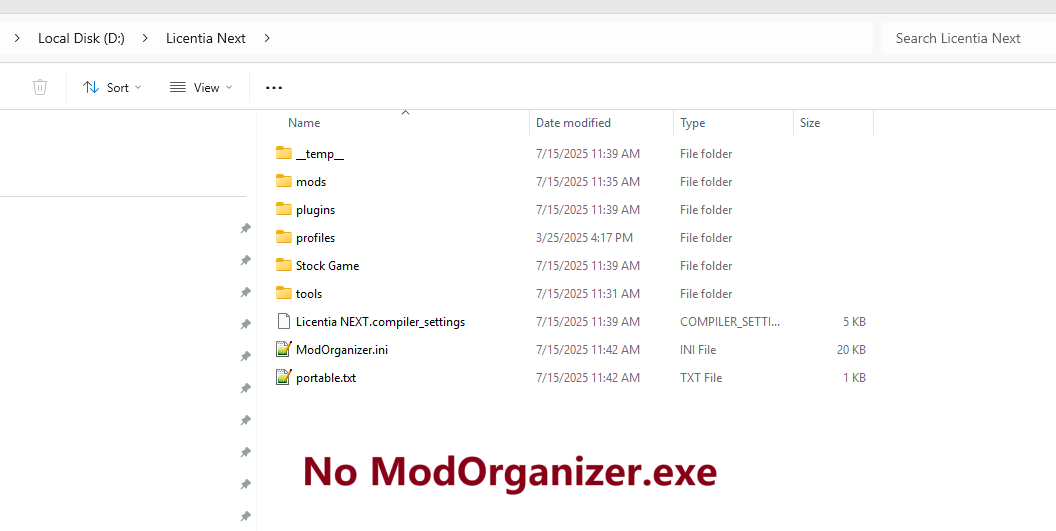 Local Disk (D:) Licentia Next Search Licentia Next
Sort View ...
Name Date modified Type Size
__temp__ 7/15/2025 11:39 AM File folder
mods 7/15/2025 11:35 AM File folder
plugins 7/15/2025 11:39 AM File folder
profiles 3/25/2025 4:17 PM File folder
Stock Game 7/15/2025 11:39 AM File folder
tools 7/15/2025 11:31 AM File folder
Licentia NEXT.compiler_settings 7/15/2025 11:39 AM COMPILER_SETTI... 5 KB
ModOrganizer.ini 7/15/2025 11:42 AM INI File 20 KB
portable.txt 7/15/2025 11:42 AM TXT File 1 KB
No ModOrganizer.exe